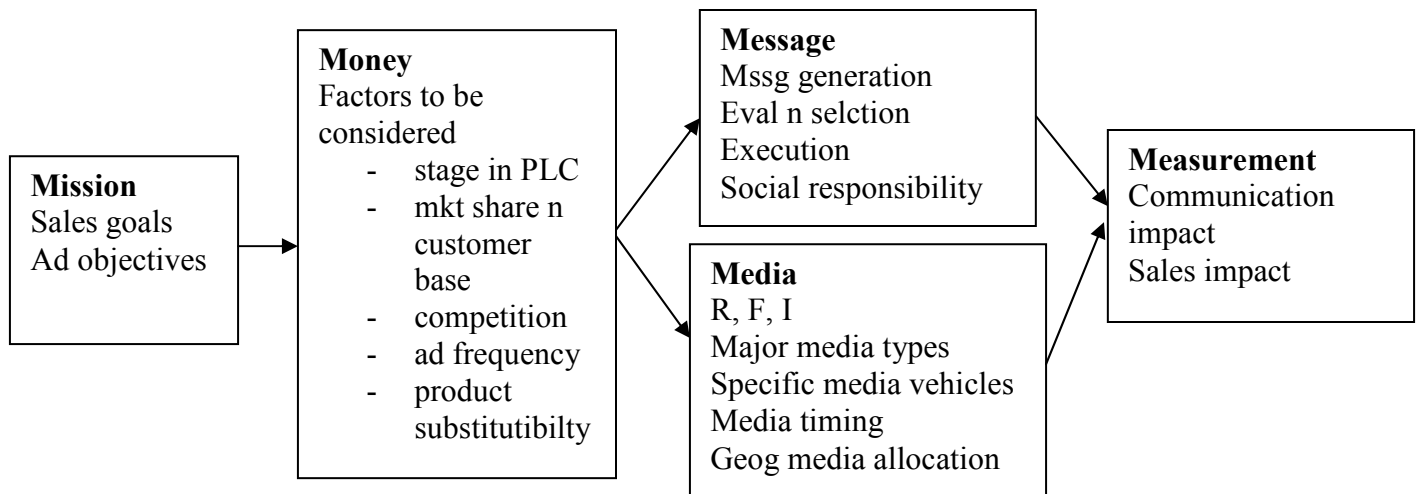 Mission
Sales goals
Ad objectives
Money
Factors to be
considered
- stage in PLC
- mkt share n
customer
base
- competition
- ad frequency
- product
substitutibilty
Message
Mssg generation
Eval n selction
Execution
Social responsibility
Media
R, F, I
Major media types
Specific media vehicles
Media timing
Geog media allocation
Measurement
Communication
impact
Sales impact